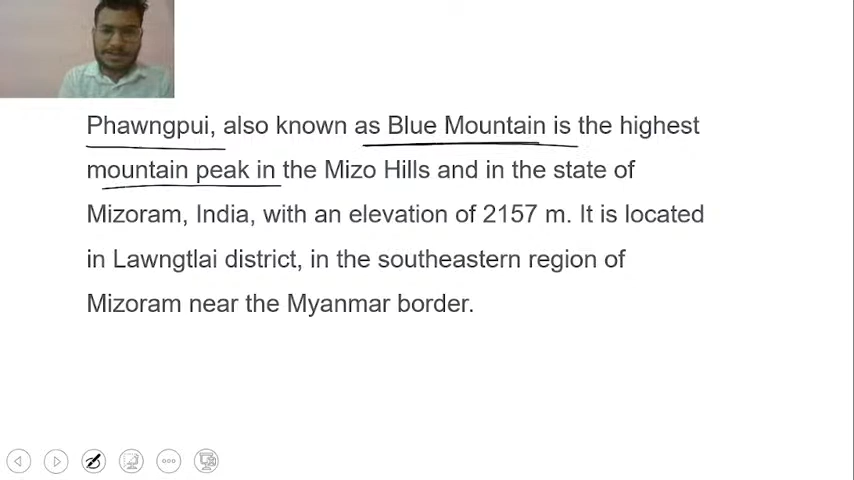 Phawngpui, also known as Blue Mountain is the highest
mountain peak in the Mizo Hills and in the state of
Mizoram, India, with an elevation of 2157 m. It is located
in Lawngtlai district, in the southeastern region of
Mizoram near the Myanmar border.